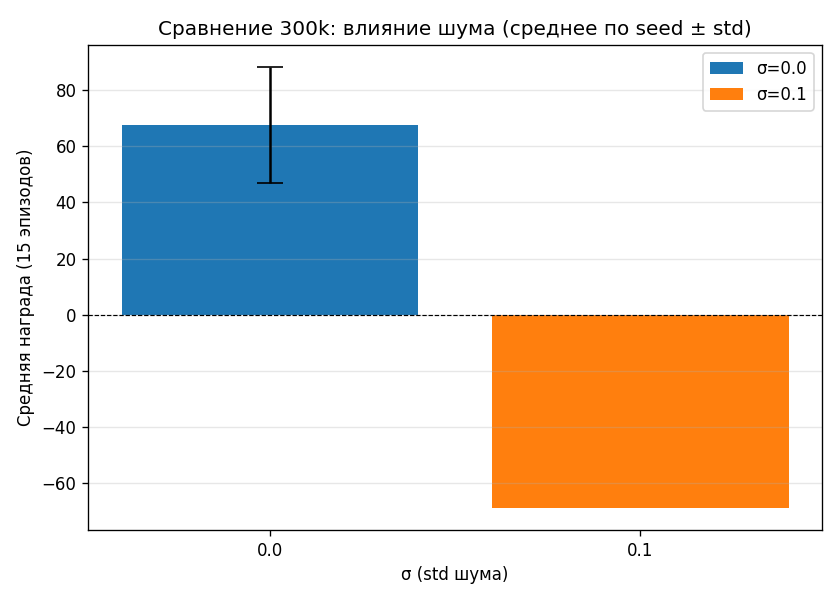 Сравнение 300k: влияние шума (среднее по seed ± std)
σ=0.0
σ=0.1
Средняя награда (15 эпизодов)
80
60
40
20
0
−20
−40
−60
0.0
0.1
σ (std шума)